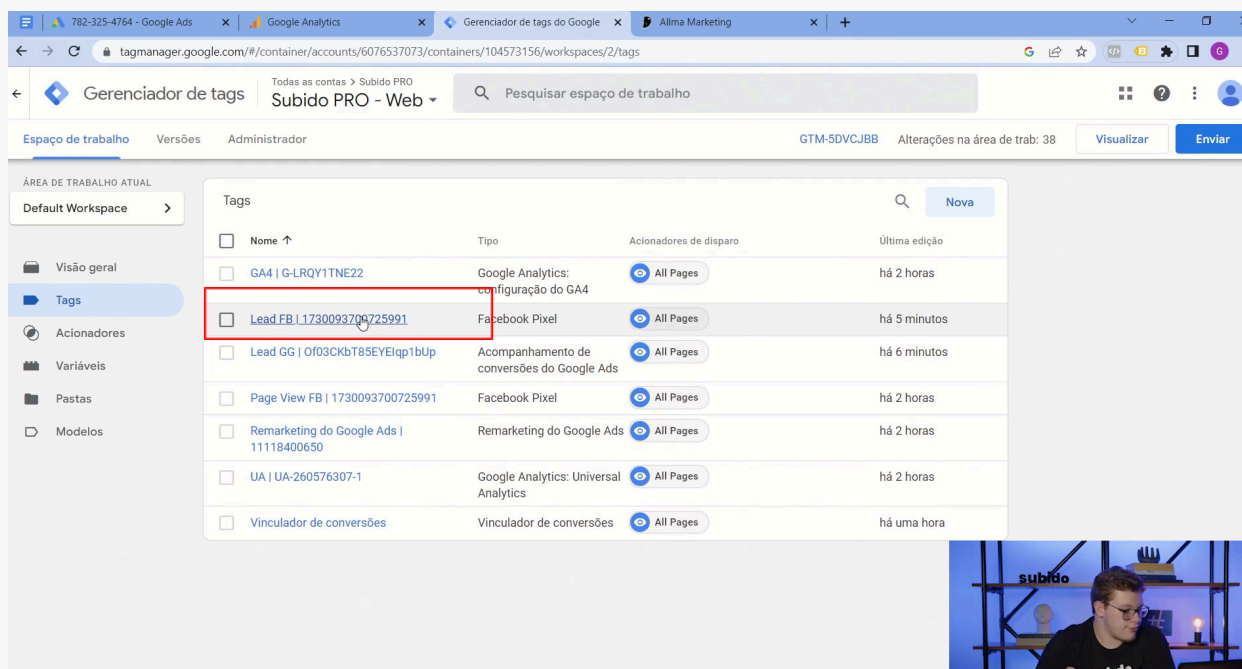 782-325-4764 - Google Ads
Google Analytics
Gerenciador de tags do Google
Allma Marketing
tagmanager.google.com/#/container/accounts/6076537073/containers/104573156/workspaces/2/tags
G
Gerenciador de tags
Todas as contas > Subido PRO
Subido PRO - Web
Pesquisar espaço de trabalho
Espaço de trabalho
Versões
Administrador
GTM-5DVCJBB
Alterações na área de trab: 38
Visualizar
Enviar
ÁREA DE TRABALHO ATUAL
Default Workspace
Visão geral
Tags
Acionadores
Variáveis
Pastas
Modelos
Tags
Nova
Nome
Tipo
Acionadores de disparo
Última edição
GA4 | G-LRQY1TNE22
Google Analytics:
configuração do GA4
All Pages
há 2 horas
Lead FB | 1730093700725991
Facebook Pixel
All Pages
há 5 minutos
Lead GG | Of03CKbT85EYEIqp1bUp
Acompanhamento de
conversões do Google Ads
All Pages
há 6 minutos
Page View FB | 1730093700725991
Facebook Pixel
All Pages
há 2 horas
Remarketing do Google Ads |
11118400650
Remarketing do Google Ads
All Pages
há 2 horas
UA | UA-260576307-1
Google Analytics: Universal
Analytics
All Pages
há 2 horas
Vinculador de conversões
Vinculador de conversões
All Pages
há uma hora
subido
#